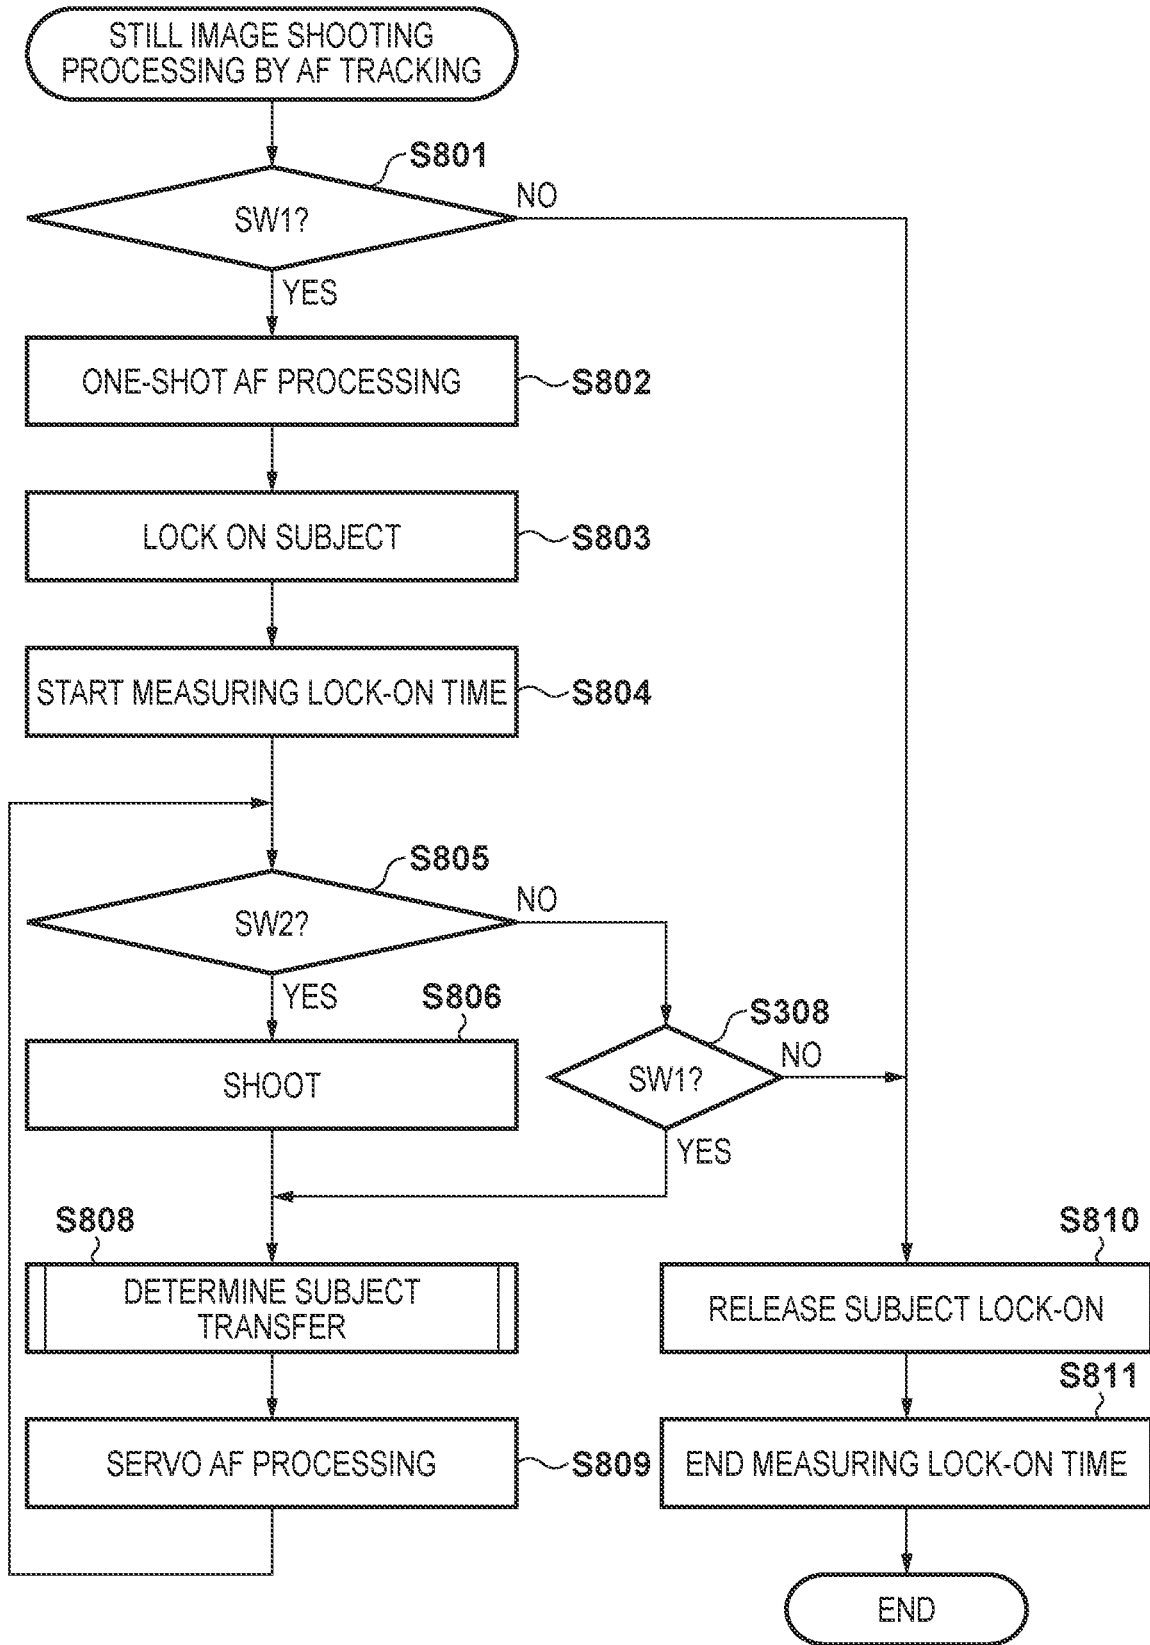 STILL IMAGE SHOOTING
PROCESSING BY AF TRACKING
S801
SW1?
NO
YES
ONE-SHOT AF PROCESSING
S802
LOCK ON SUBJECT
S803
START MEASURING LOCK-ON TIME
S804
S805
SW2?
NO
YES
S806
SHOOT
S308
SW1?
NO
YES
S808
DETERMINE SUBJECT
TRANSFER
S810
RELEASE SUBJECT LOCK-ON
SERVO AF PROCESSING
S809
S811
END MEASURING LOCK-ON TIME
END